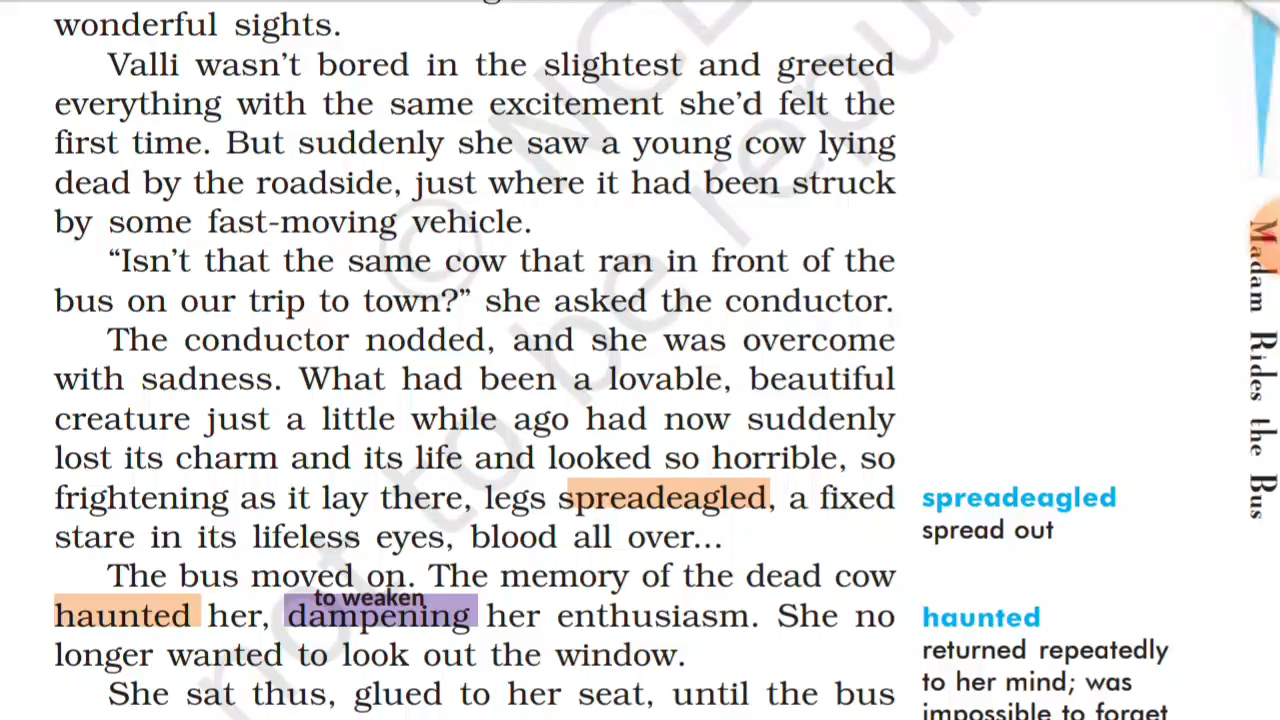 wonderful sights.
Valli wasn't bored in the slightest and greeted
everything with the same excitement she'd felt the
first time. But suddenly she saw a young cow lying
dead by the roadside, just where it had been struck
by some fast-moving vehicle.
“Isn't that the same cow that ran in front of the
bus on our trip to town?” she asked the conductor.
The conductor nodded, and she was overcome
with sadness. What had been a lovable, beautiful
creature just a little while ago had now suddenly
lost its charm and its life and looked so horrible, so
frightening as it lay there, legs spreadeagled, a fixed
stare in its lifeless eyes, blood all over...
The bus moved on. The memory of the dead cow
to weaken
haunted her, dampening her enthusiasm. She no
longer wanted to look out the window.
She sat thus, glued to her seat, until the bus
spreadeagled
spread out
haunted
returned repeatedly
to her mind; was
impossible to forget
Madam Rides the Bus
© NCE
not to be repu